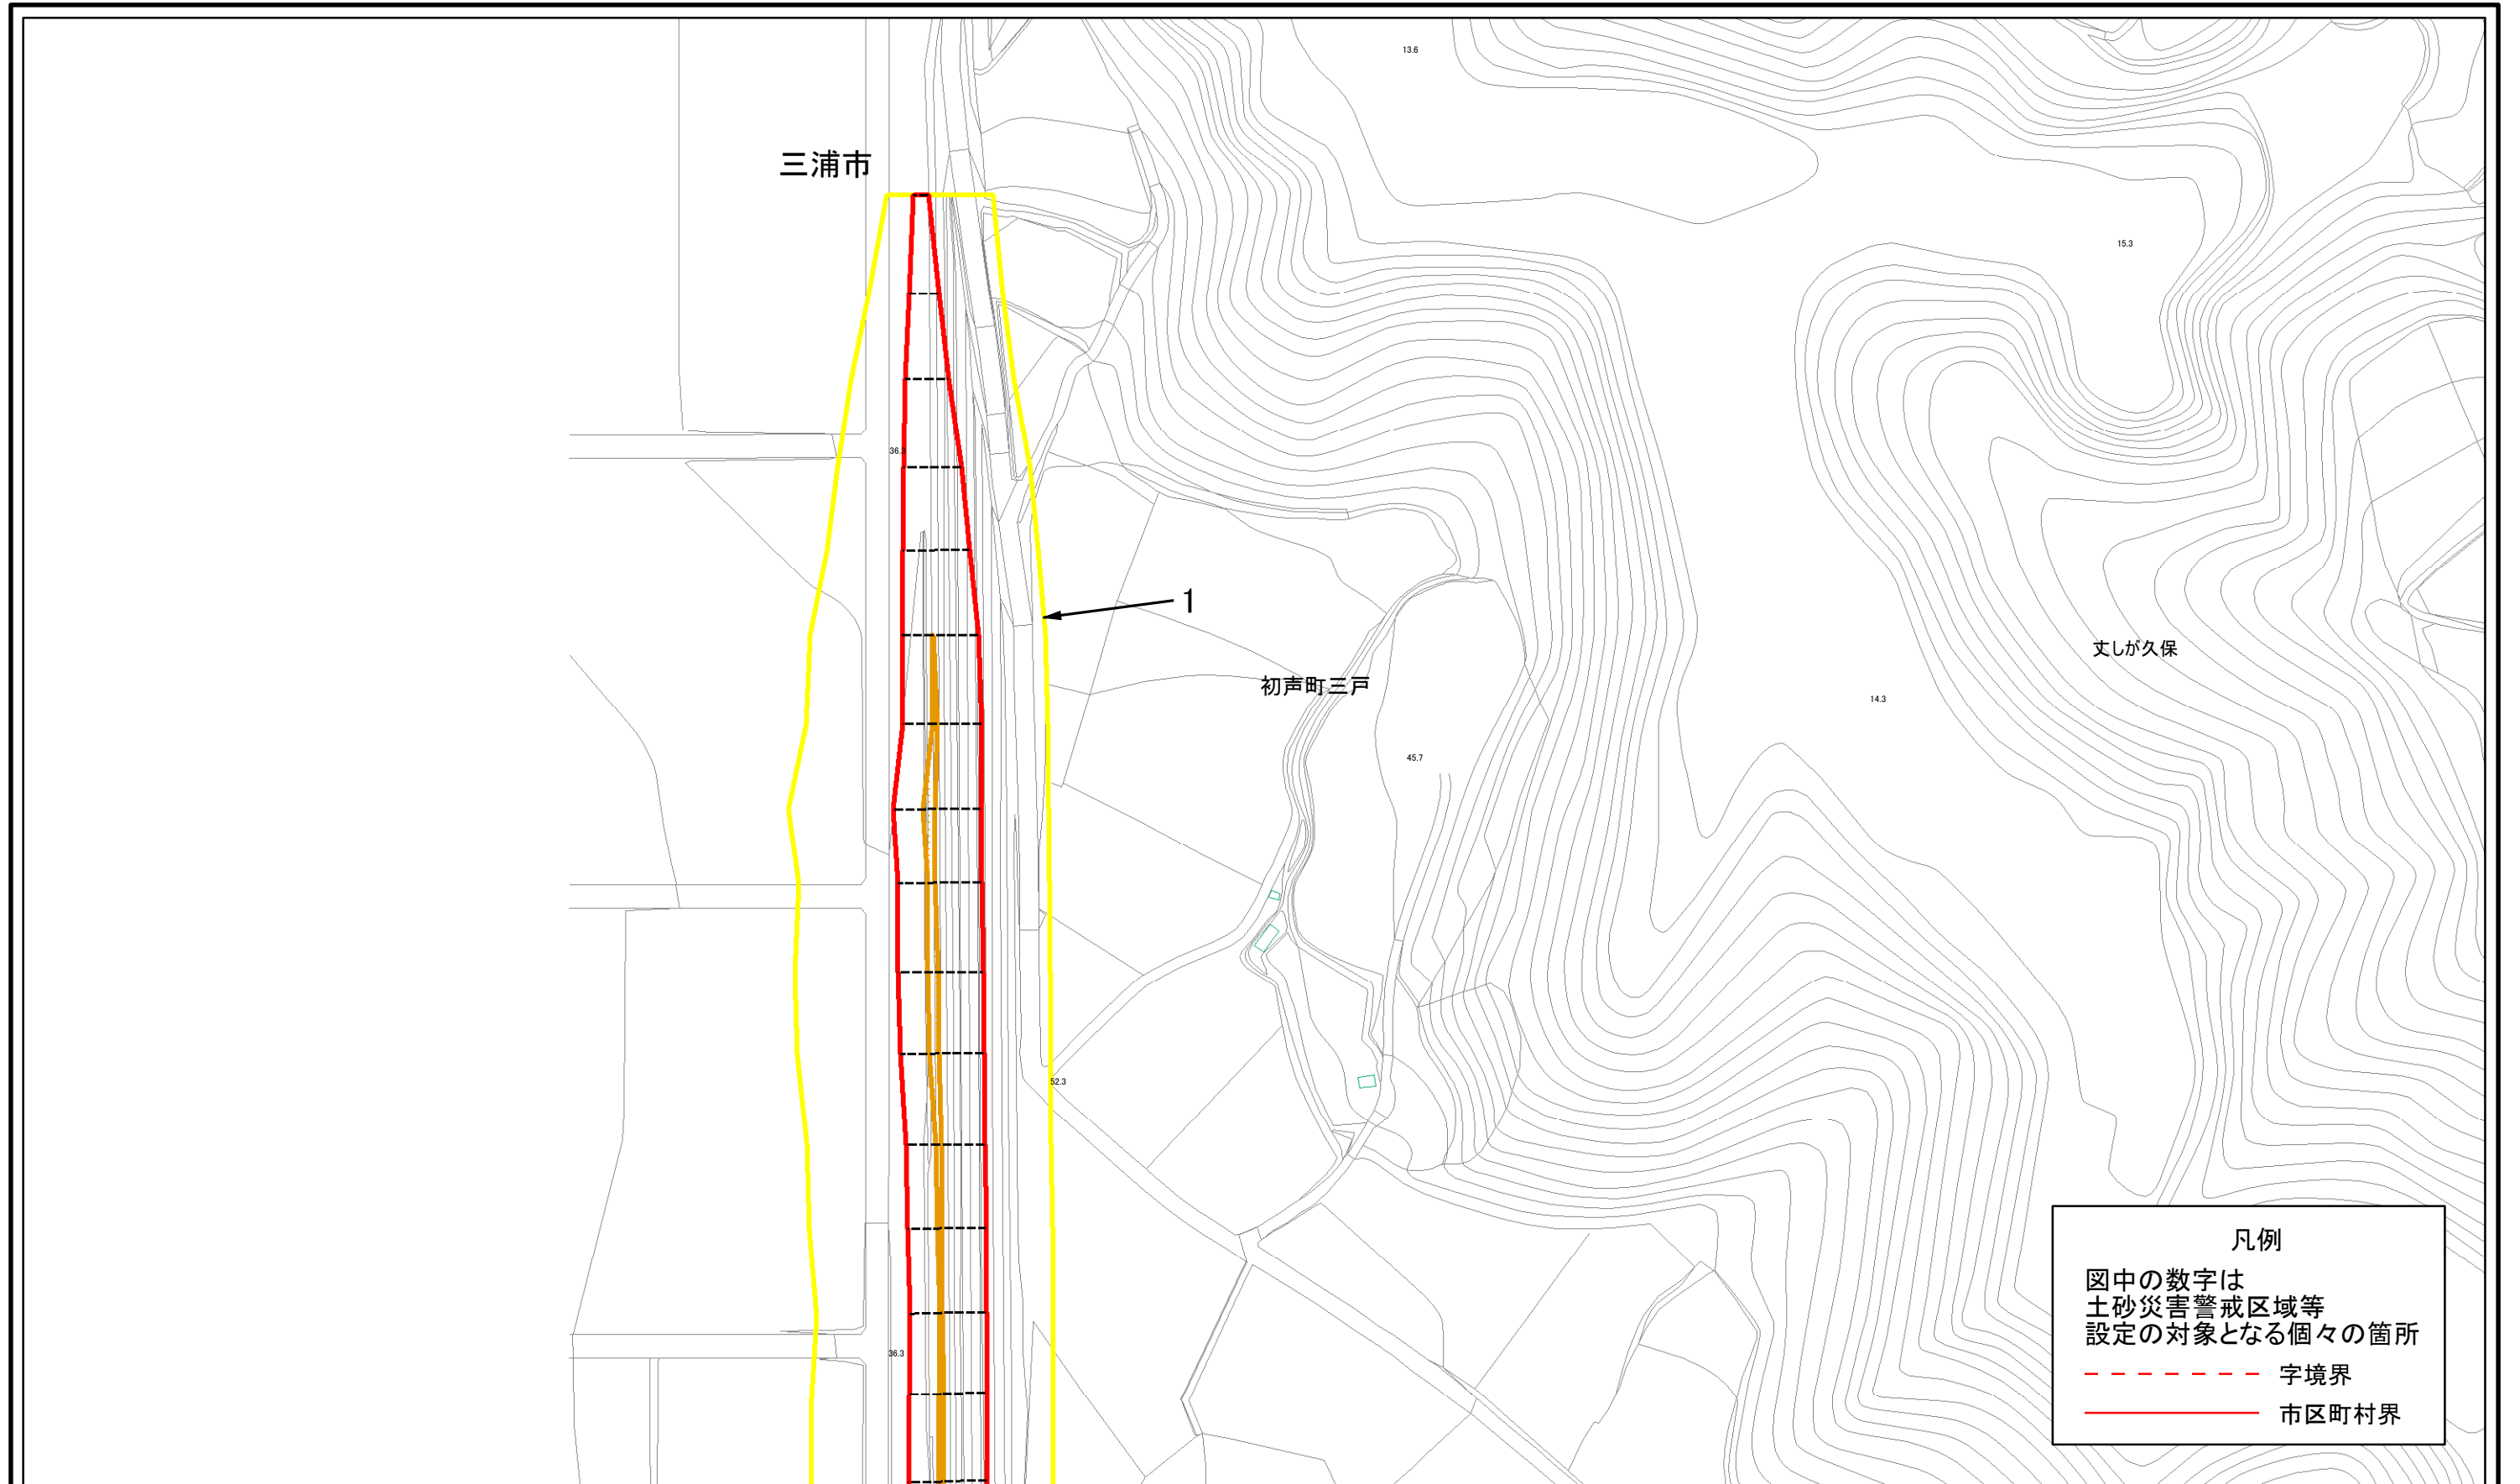 13.6
三浦市
15.3
36.3
1
丈しが久保
初声町三戸
14.3
45.7
52.3
凡例
図中の数字は
土砂災害警戒区域等
設定の対象となる個々の箇所
36.3
字境界
市区町村界